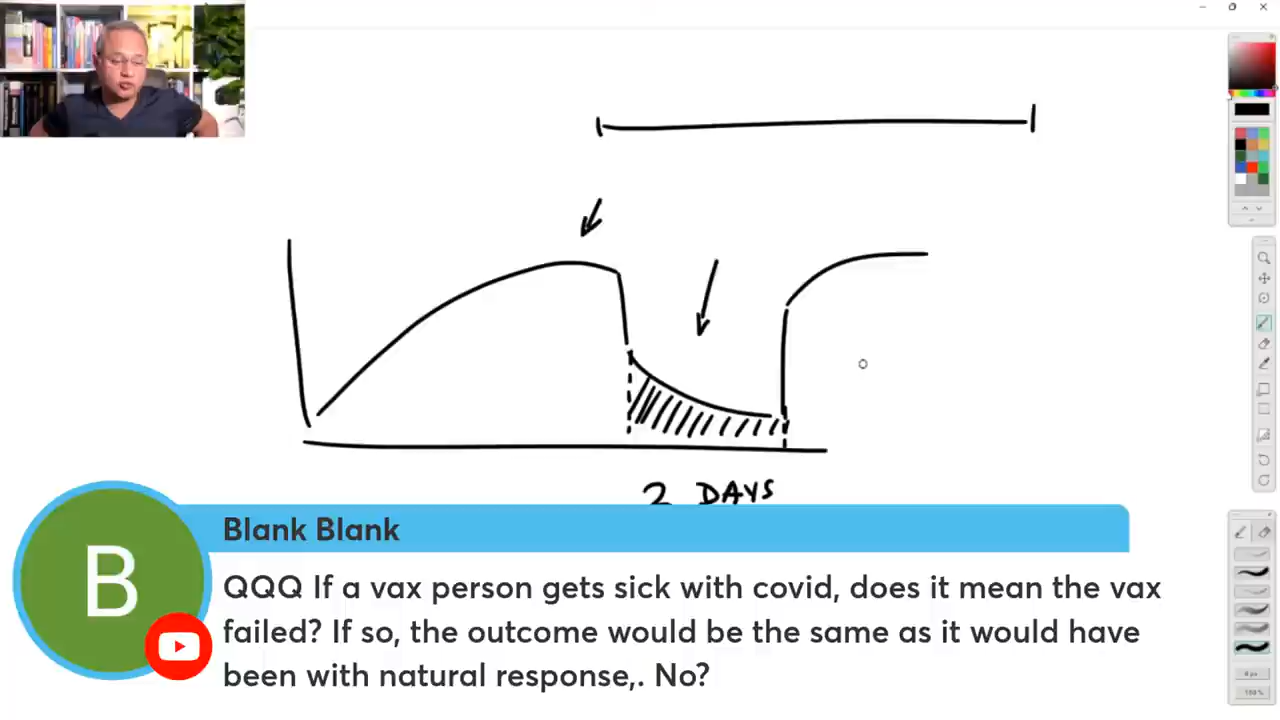 2 DAYS
B
Blank Blank
QQQ If a vax person gets sick with covid, does it mean the vax
failed? If so, the outcome would be the same as it would have
been with natural response,. No?